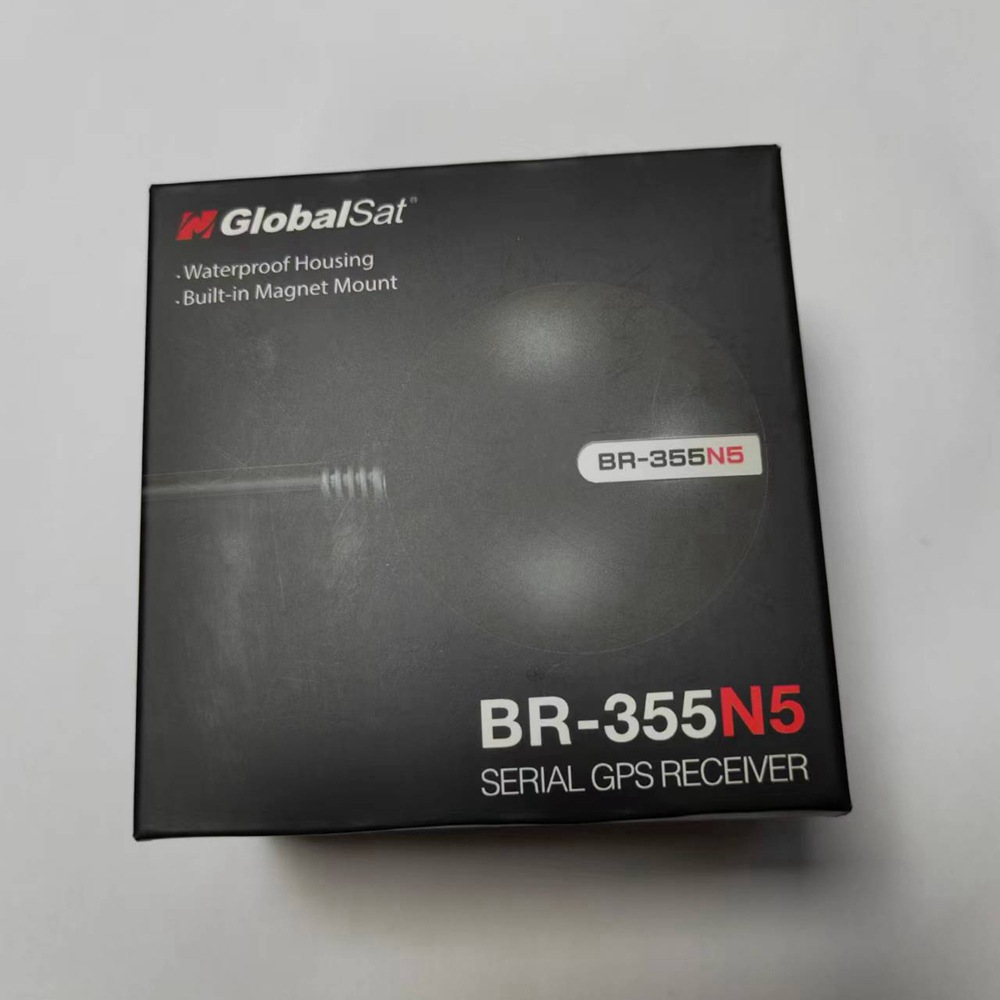 GlobalSat®
.Waterproof Housing
.Built-in Magnet Mount
BR-355N5
BR-355N5
SERIAL GPS RECEIVER